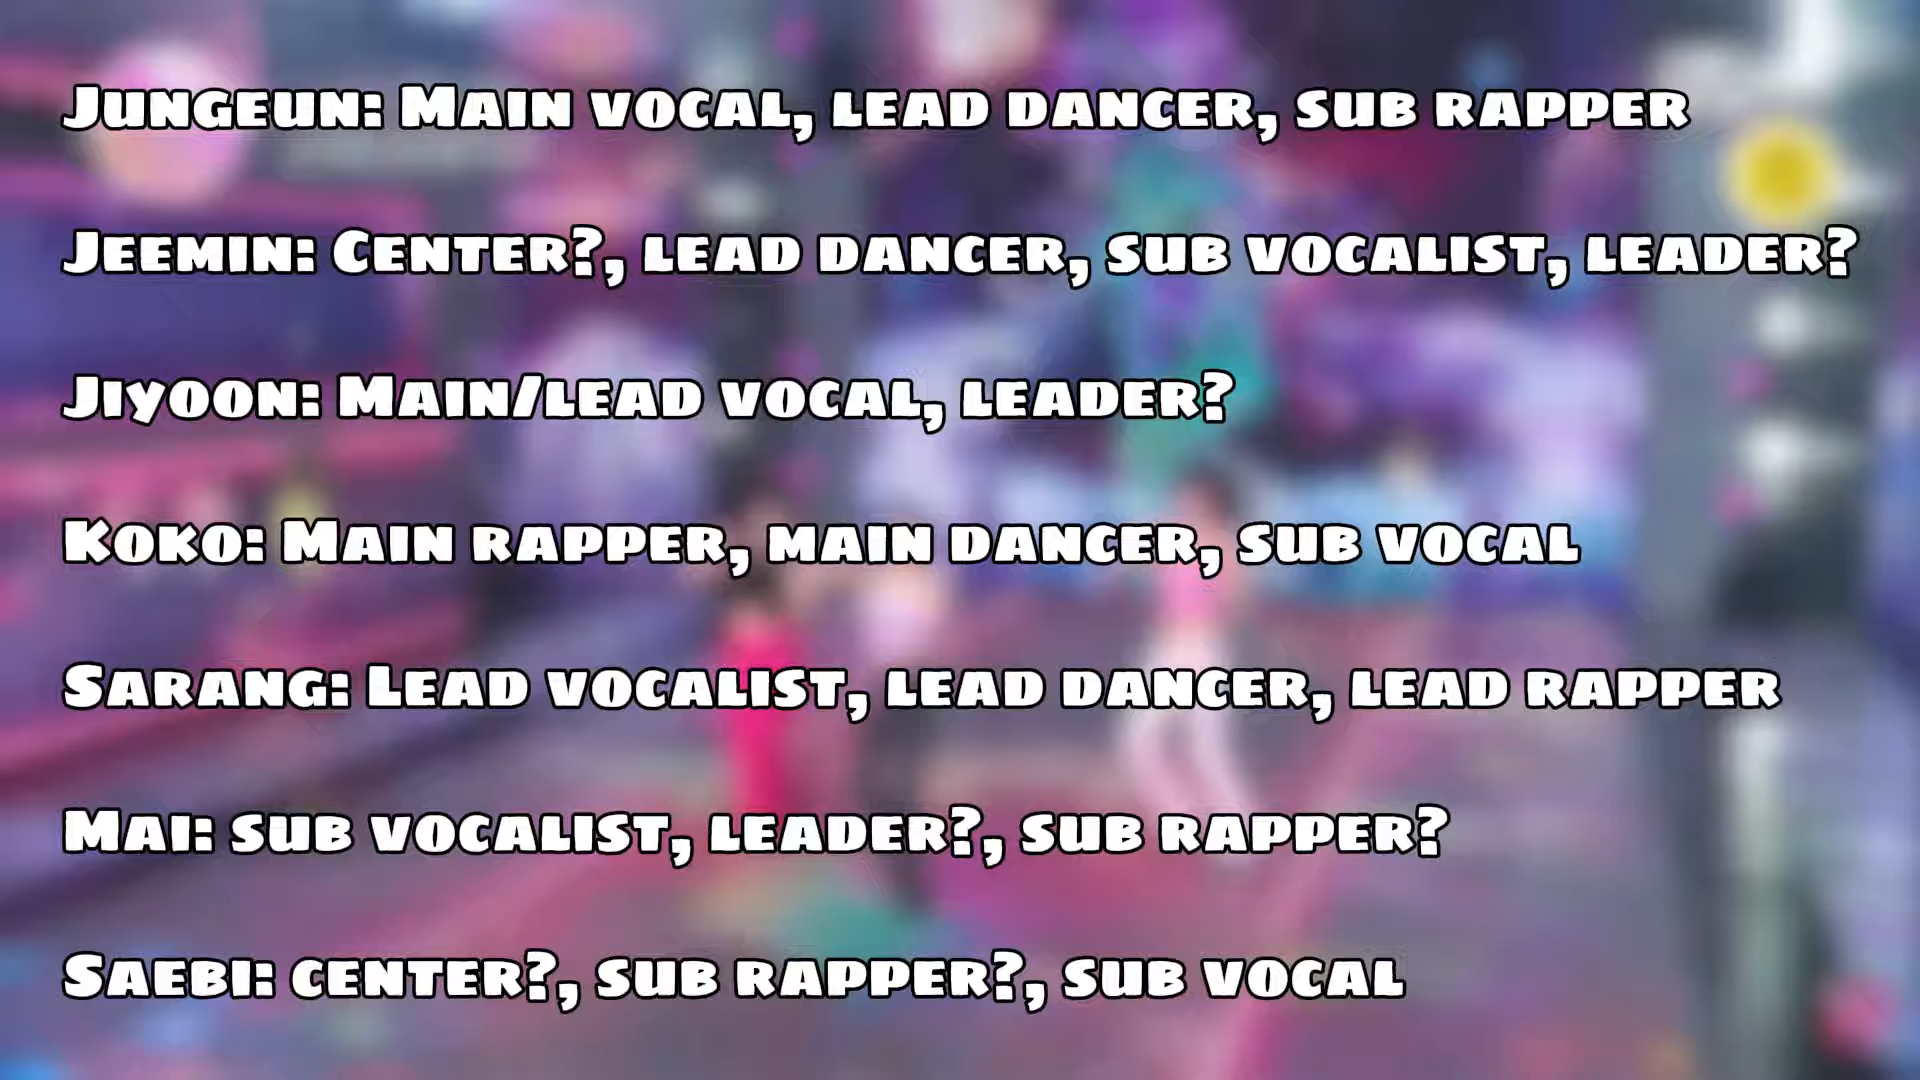 Jungeun: Main vocal, lead dancer, sub rapper
Jeemin: Center?, lead dancer, sub vocalist, leader?
Jiyoon: Main/lead vocal, leader?
Koko: Main rapper, main dancer, sub vocal
Sarang: Lead vocalist, lead dancer, lead rapper
Mai: sub vocalist, leader?, sub rapper?
Saebi: center?, sub rapper?, sub vocal